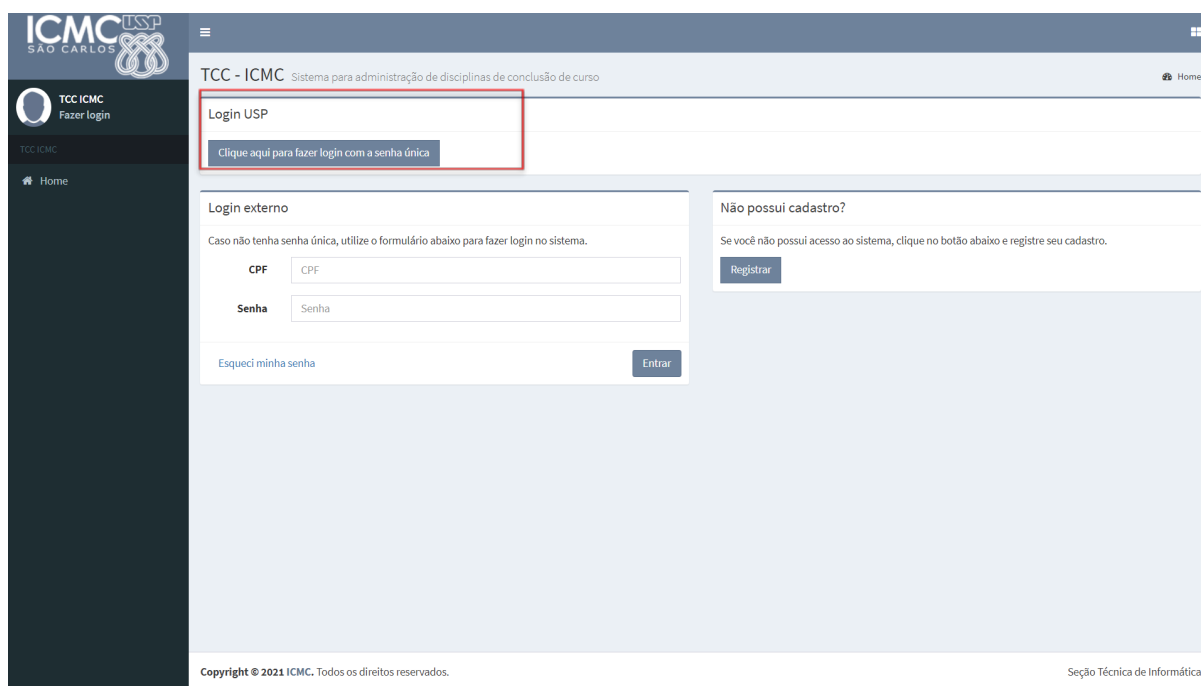 ICMC USP
SÃO CARLOS
TCC ICMC
Fazer login
TCC ICMC
Home
TCC - ICMC Sistema para administração de disciplinas de conclusão de curso
Home
Login USP
Clique aqui para fazer login com a senha única
Login externo
Caso não tenha senha única, utilize o formulário abaixo para fazer login no sistema.
CPF CPF
Senha Senha
Esqueci minha senha Entrar
Não possui cadastro?
Se você não possui acesso ao sistema, clique no botão abaixo e registre seu cadastro.
Registrar
Copyright © 2021 ICMC. Todos os direitos reservados. Seção Técnica de Informática